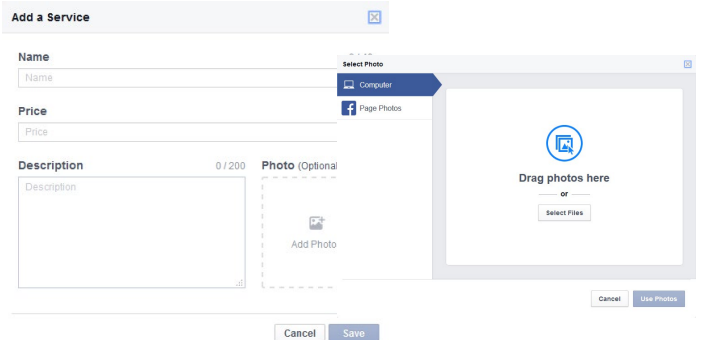 Add a Service
Name
Name
Price
Price
Description 0 / 200
Description
Photo (Optional
Add Photo
Cancel Save
Select Photo
Computer
Page Photos
Drag photos here
or
Select Files
Cancel Use Photos